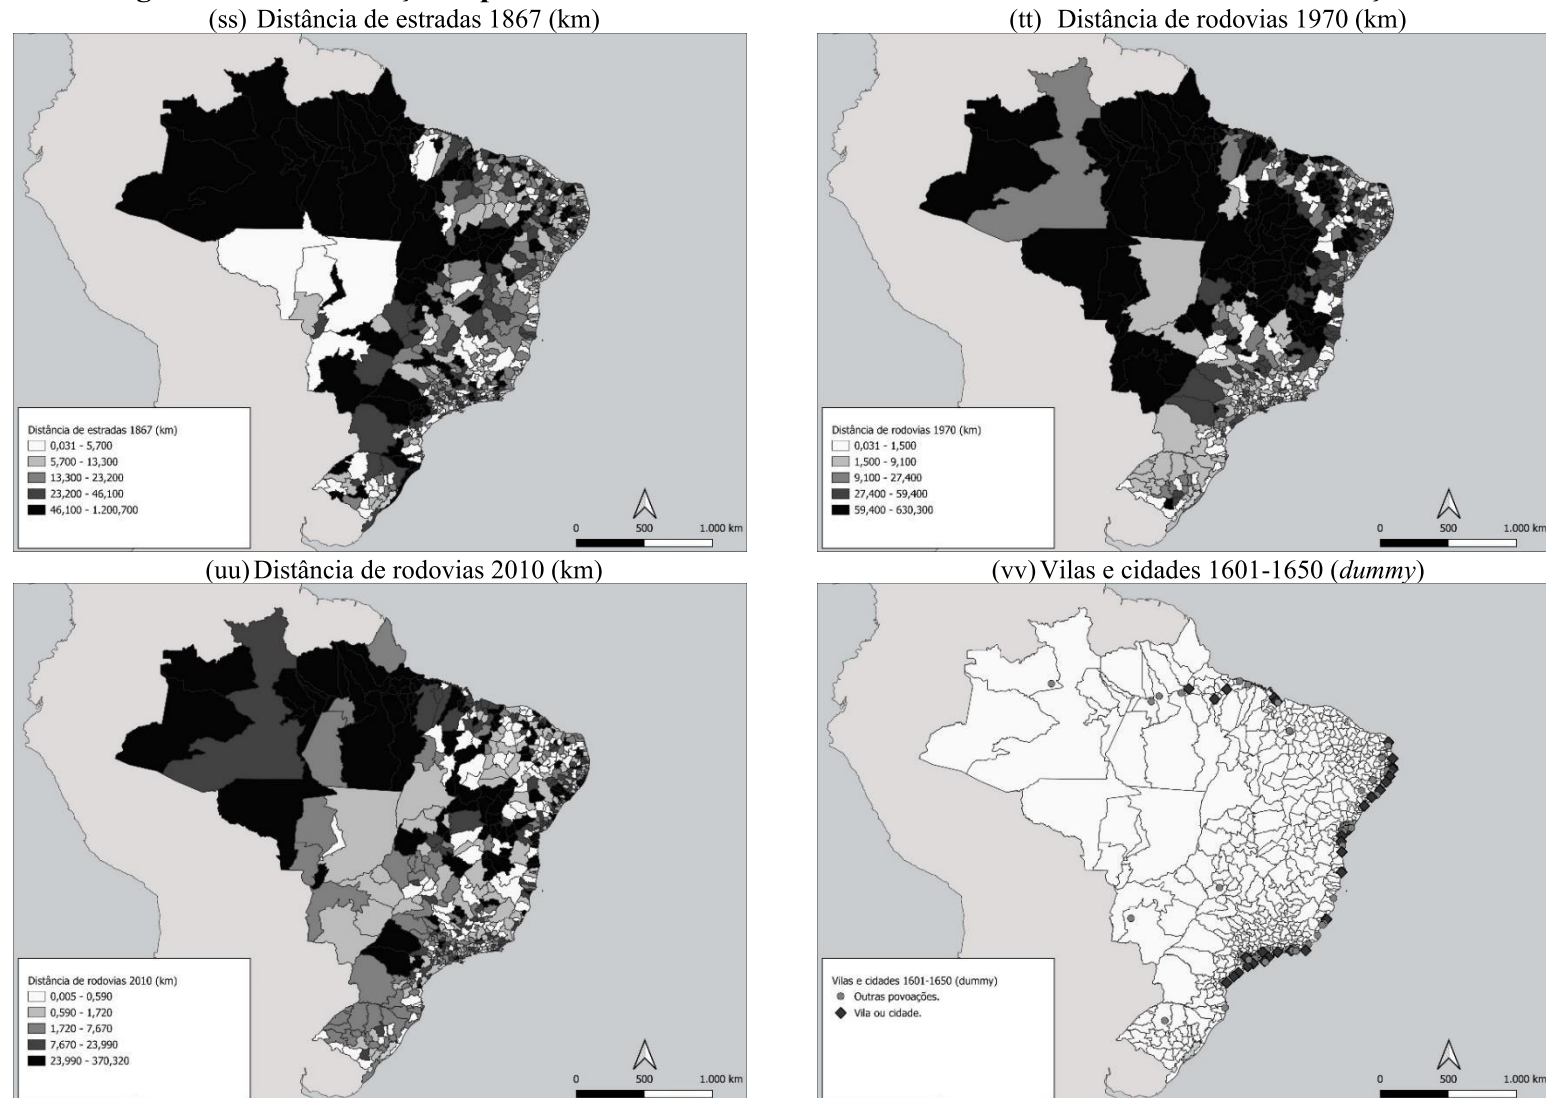 (ss) Distância de estradas 1867 (km)
(tt) Distância de rodovias 1970 (km)
Distância de estradas 1867 (km)
0,031 - 5,700
5,700 - 13,300
13,300 - 23,200
23,200 - 46,100
46,100 - 1.200,700
0 500 1.000 km
Distância de rodovias 1970 (km)
0,031 - 1,500
1,500 - 9,100
9,100 - 27,400
27,400 - 59,400
59,400 - 630,300
0 500 1.000 km
(uu) Distância de rodovias 2010 (km)
(vv) Vilas e cidades 1601-1650 (dummy)
Distância de rodovias 2010 (km)
0,005 - 0,590
0,590 - 1,720
1,720 - 7,670
7,670 - 23,990
23,990 - 370,320
0 500 1.000 km
Vilas e cidades 1601-1650 (dummy)
Outras povoações.
Vila ou cidade.
0 500 1.000 km